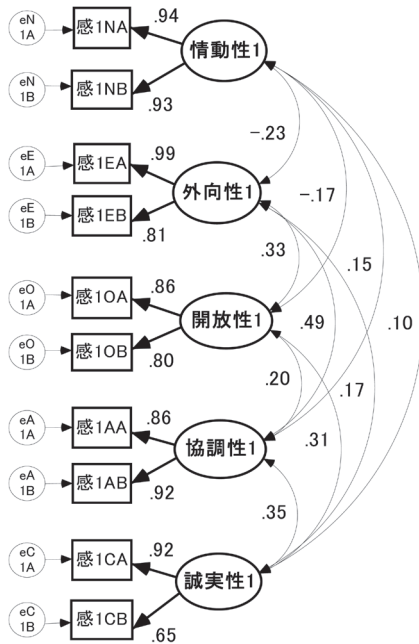 eN
1A
感1NA
.94
情動性1
eN
1B
感1NB
.93
-.23
eE
1A
感1EA
.99
外向性1
-.17
eE
1B
感1EB
.81
.33
.15
eO
1A
感1OA
.86
開放性1
.49
.10
eO
1B
感1OB
.80
.20
.17
eA
1A
感1AA
.86
協調性1
.31
eA
1B
感1AB
.92
.35
eC
1A
感1CA
.92
誠実性1
eC
1B
感1CB
.65